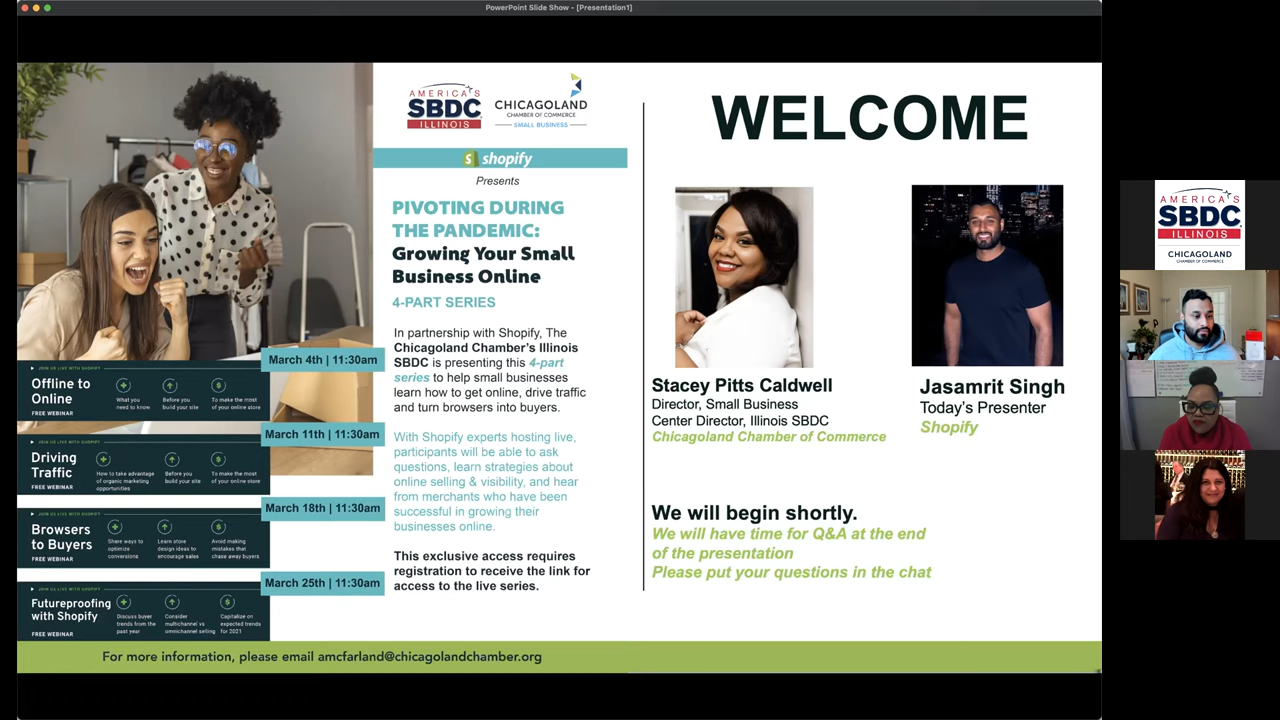 PowerPoint Slide Show - [Presentation1]
AMERICA'S
SBDC
ILLINOIS
CHICAGOLAND
CHAMBER OF COMMERCE
SMALL BUSINESS
shopify
Presents
PIVOTING DURING
THE PANDEMIC:
Growing Your Small
Business Online
4-PART SERIES
In partnership with Shopify, The
Chicagoland Chamber's Illinois
SBDC is presenting this 4-part
series to help small businesses
learn how to get online, drive traffic
and turn browsers into buyers.
With Shopify experts hosting live,
participants will be able to ask
questions, learn strategies about
online selling & visibility, and hear
from merchants who have been
successful in growing their
businesses online.
This exclusive access requires
registration to receive the link for
access to the live series.
March 4th | 11:30am
JOIN US LIVE WITH SHOPIFY
Offline to
Online
FREE WEBINAR
What you
need to know
Before you
build your site
To make the most
of your online store
March 11th | 11:30am
JOIN US LIVE WITH SHOPIFY
Driving
Traffic
FREE WEBINAR
How to take advantage
of organic marketing
opportunities
Before you
build your site
To make the most
of your online store
March 18th | 11:30am
JOIN US LIVE WITH SHOPIFY
Browsers
to Buyers
FREE WEBINAR
Share ways to
optimize
conversions
Learn store
design ideas to
encourage sales
Avoid making
mistakes that
chase away buyers
March 25th | 11:30am
JOIN US LIVE WITH SHOPIFY
Futureproofing
with Shopify
FREE WEBINAR
Discuss buyer
trends from the
past year
Consider
multichannel vs
omnichannel selling
Capitalize on
expected trends
for 2021
For more information, please email amcfarland@chicagolandchamber.org
WELCOME
Stacey Pitts Caldwell
Director, Small Business
Center Director, Illinois SBDC
Chicagoland Chamber of Commerce
Jasamrit Singh
Today's Presenter
Shopify
We will begin shortly.
We will have time for Q&A at the end
of the presentation
Please put your questions in the chat
AMERICA'S
SBDC
ILLINOIS
CHICAGOLAND
CHAMBER OF COMMERCE